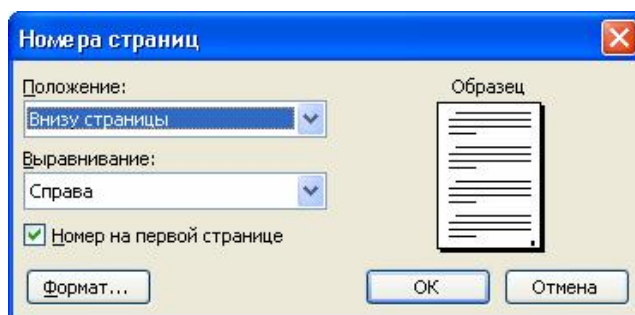 Номера страниц
Положение:
Образец
Внизу страницы
Выравнивание:
Справа
Номер на первой странице
Формат...
ОК
Отмена